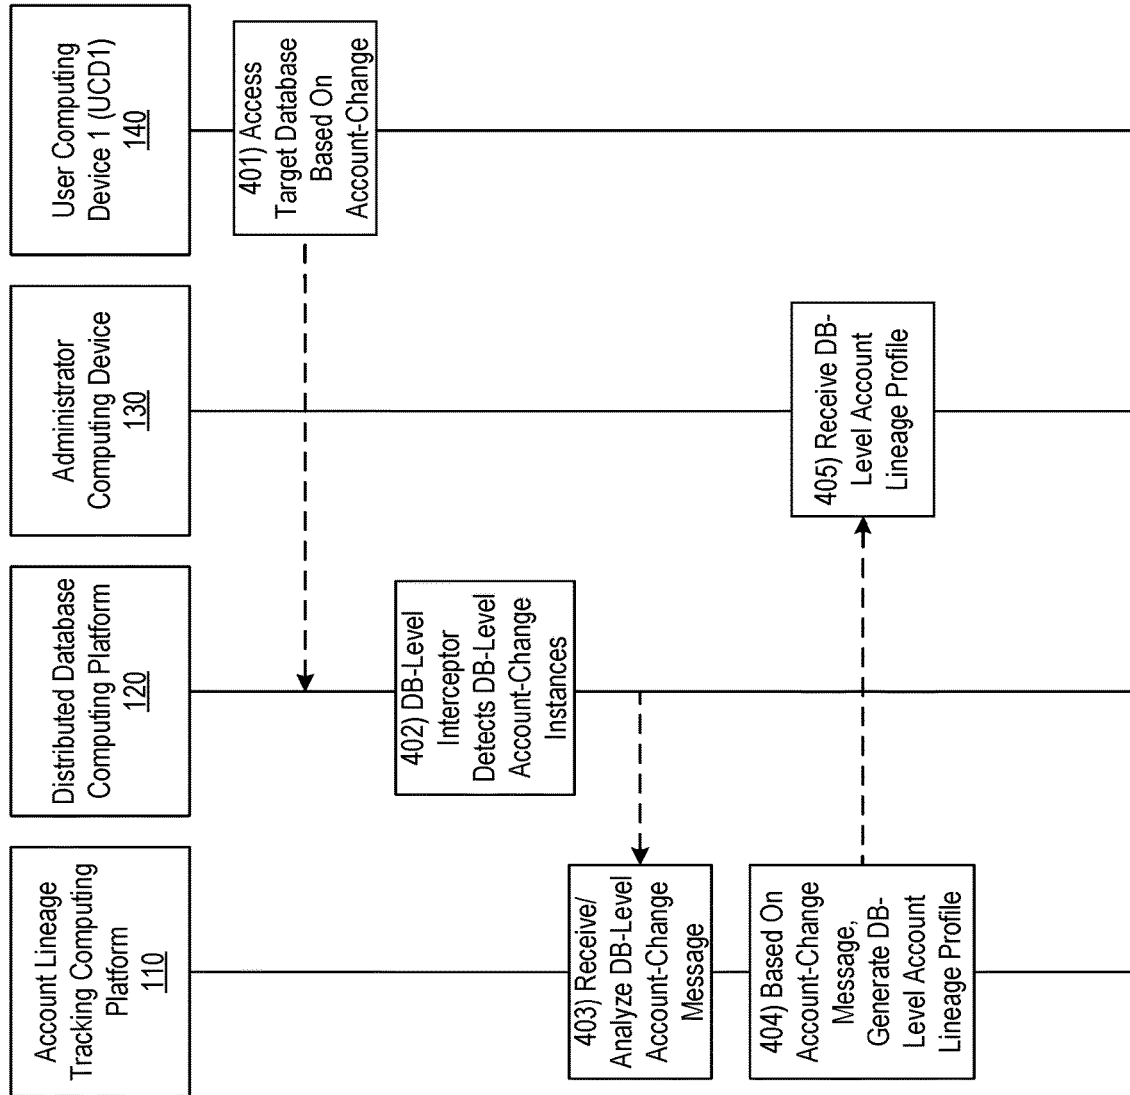 Account Lineage
Tracking Computing
Platform
110
Distributed Database
Computing Platform
120
Administrator
Computing Device
130
User Computing
Device 1 (UCD1)
140
401) Access
Target Database
Based On
Account-Change
402) DB-Level
Interceptor
Detects DB-Level
Account-Change
Instances
403) Receive/
Analyze DB-Level
Account-Change
Message
404) Based On
Account-Change
Message,
Generate DB-
Level Account
Lineage Profile
405) Receive DB-
Level Account
Lineage Profile